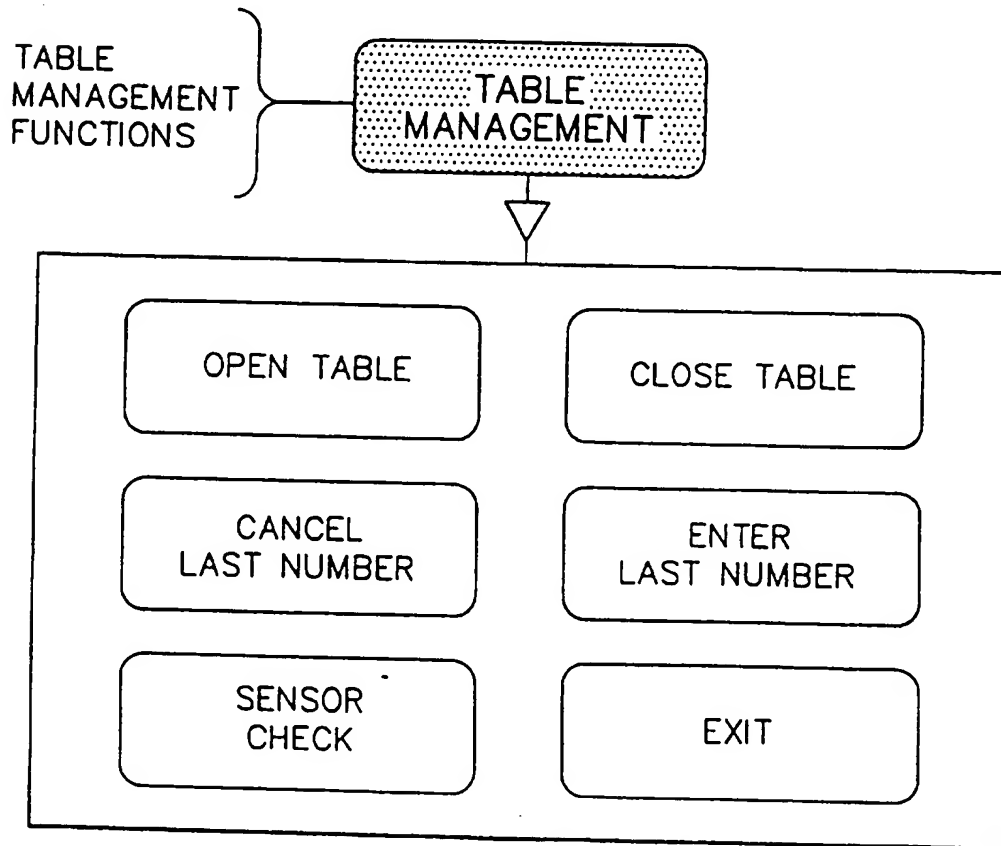 TABLE
MANAGEMENT
FUNCTIONS
TABLE
MANAGEMENT
OPEN TABLE
CLOSE TABLE
CANCEL
LAST NUMBER
ENTER
LAST NUMBER
SENSOR
CHECK
EXIT